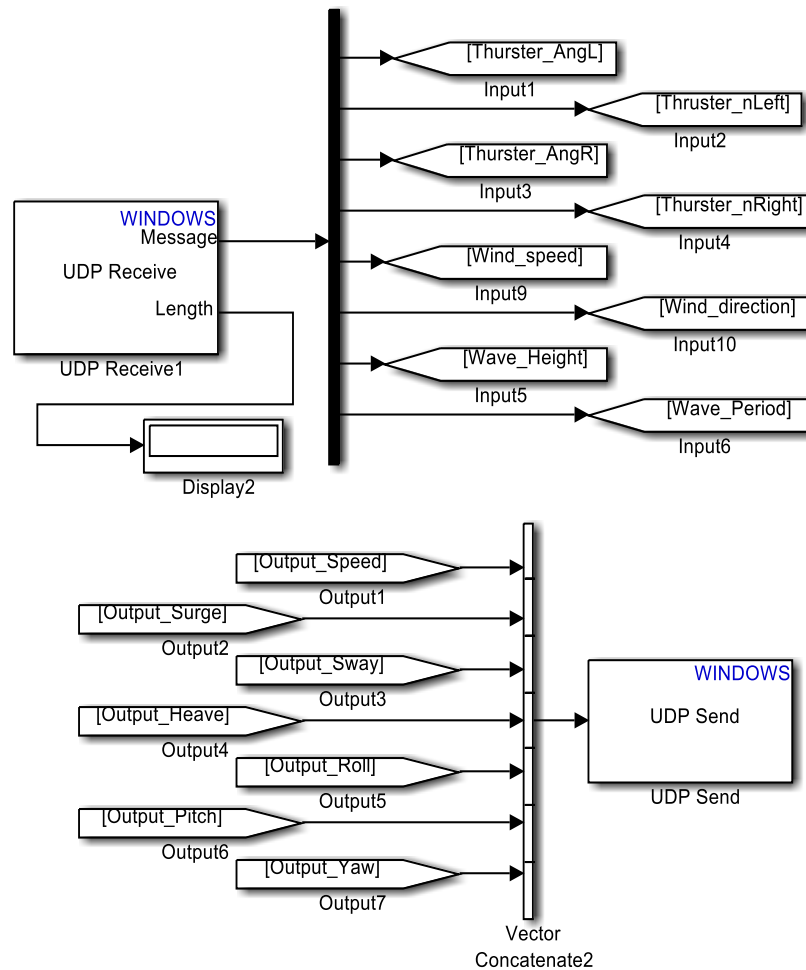 [Thurster_AngL]
Input1
[Thruster_nLeft]
Input2
[Thurster_AngR]
Input3
WINDOWS
Message
UDP Receive
Length
UDP Receive1
[Thurster_nRight]
Input4
[Wind_speed]
Input9
[Wind_direction]
Input10
[Wave_Height]
Input5
[Wave_Period]
Input6
Display2
[Output_Speed]
Output1
[Output_Surge]
Output2
[Output_Sway]
Output3
[Output_Heave]
Output4
[Output_Roll]
Output5
[Output_Pitch]
Output6
[Output_Yaw]
Output7
WINDOWS
UDP Send
UDP Send
Vector
Concatenate2